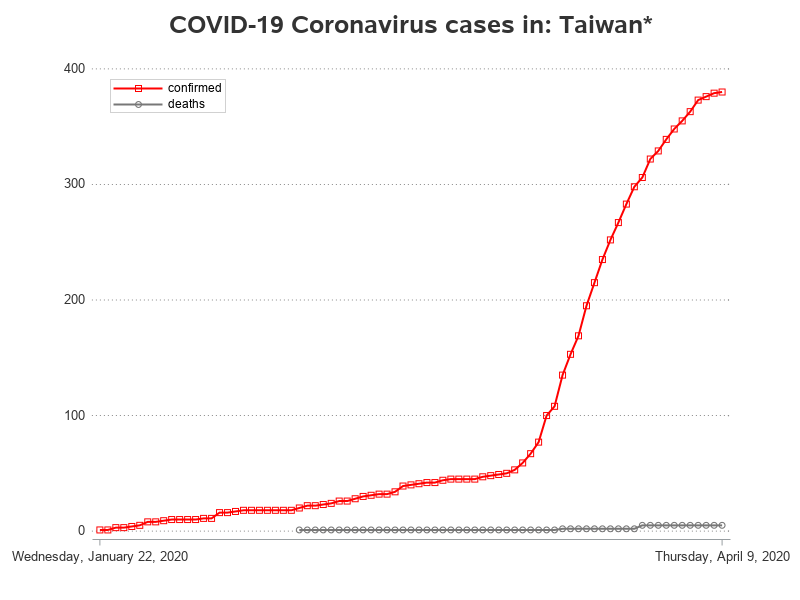 COVID-19 Coronavirus cases in: Taiwan*
400
confirmed
deaths
300
200
100
0
Wednesday, January 22, 2020
Thursday, April 9, 2020